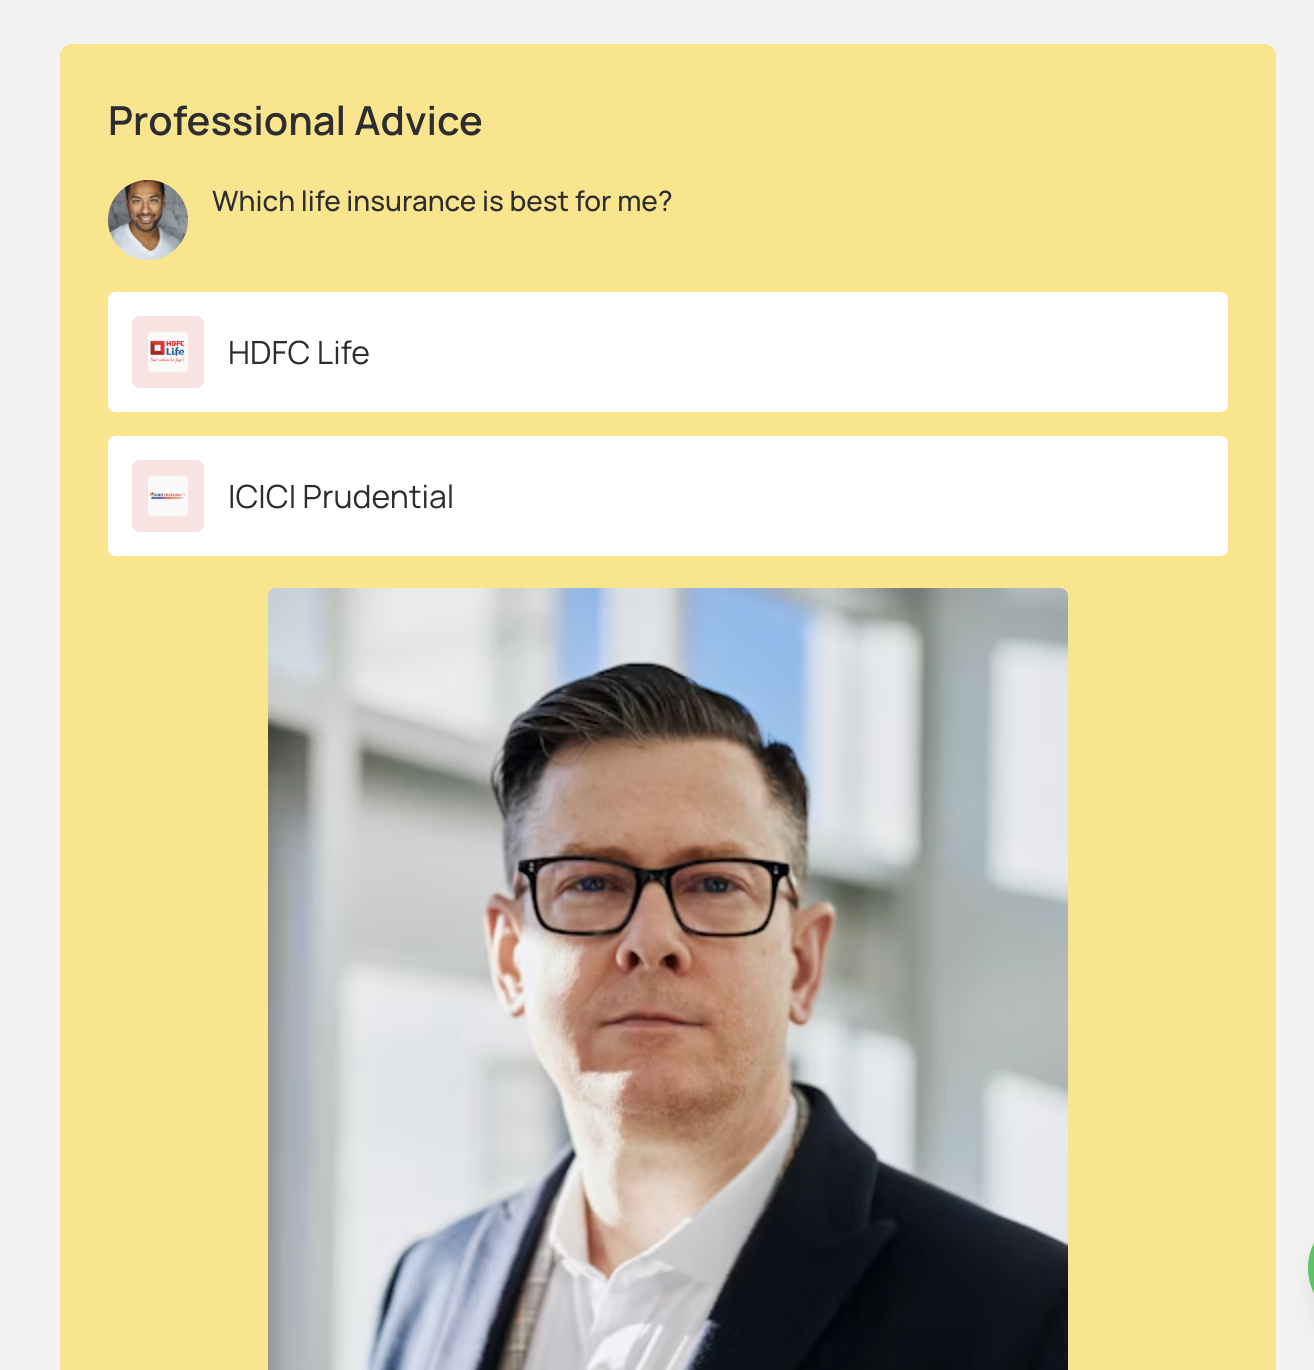 Professional Advice
Which life insurance is best for me?
HDFC
Life
HDFC Life
ICICI Prudential